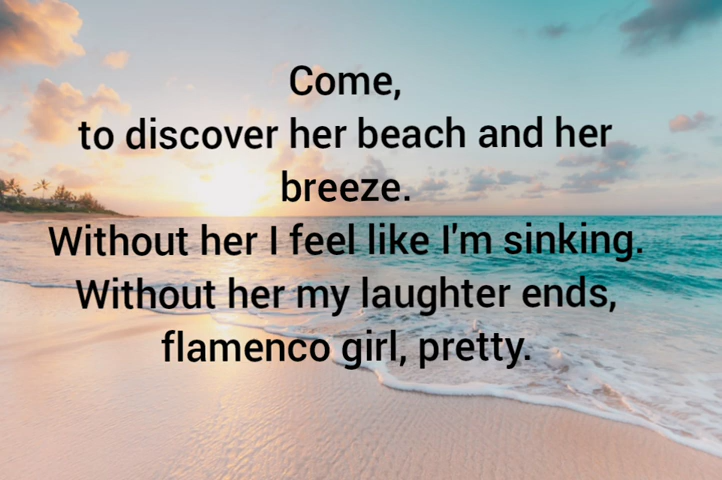 Come,
to discover her beach and her
breeze.
Without her I feel like I'm sinking.
Without her my laughter ends,
flamenco girl, pretty.